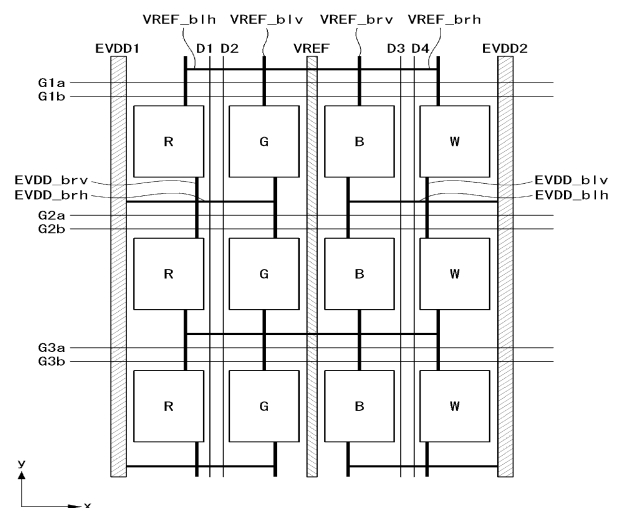 VREF_blh VREF_blv VREF_brv VREF_brh
EVDD1 D1 D2 VREF D3 D4 EVDD2
G1a
G1b
R G B W
EVDD_brv EVDD_blv
EVDD_brh EVDD_blh
G2a
G2b
R G B W
G3a
G3b
R G B W
y
x